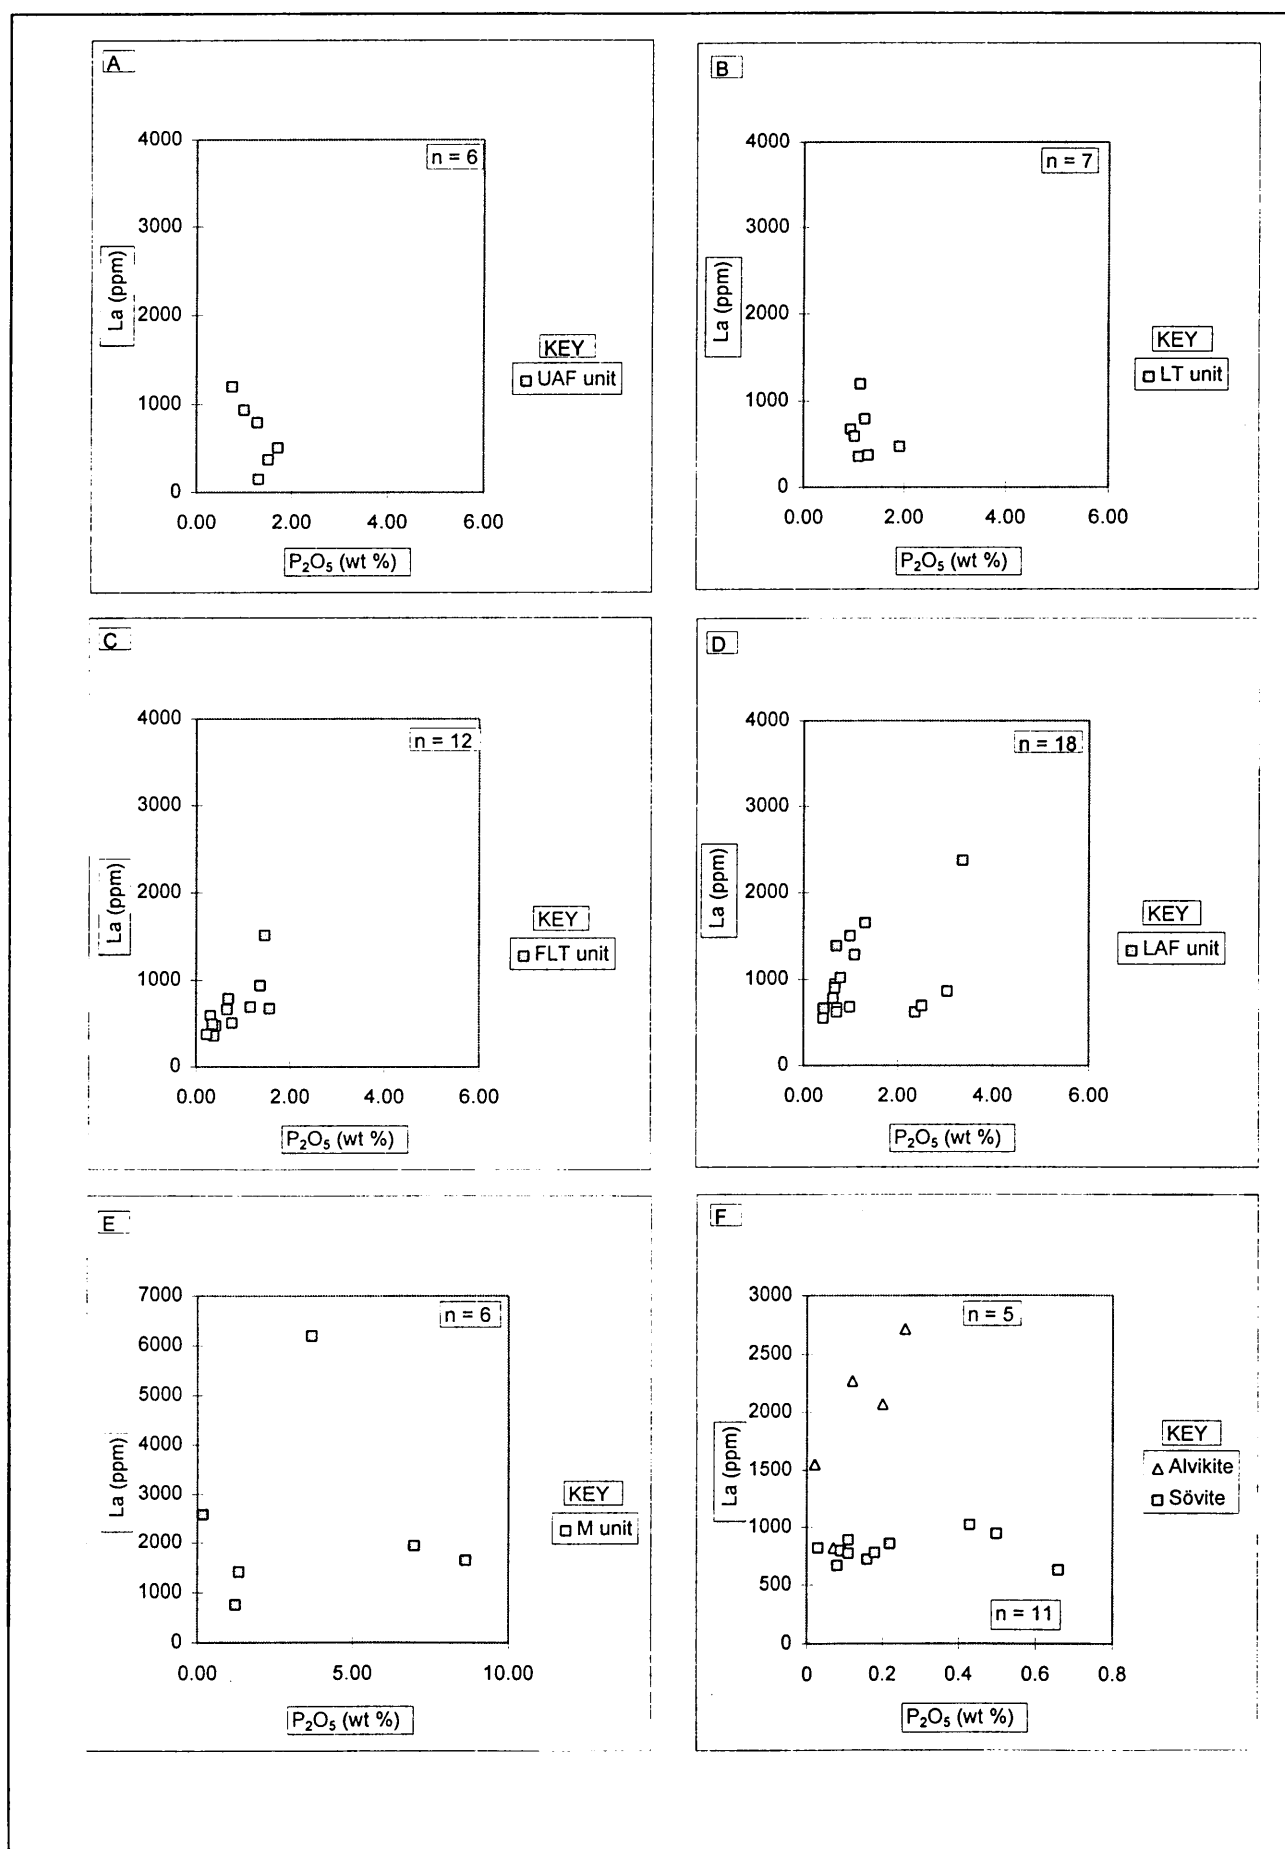 A
4000
n = 6
3000
La (ppm)
2000
KEY
UAF unit
1000
0
0.00 2.00 4.00 6.00
P₂O₅ (wt %)
B
4000
n = 7
3000
La (ppm)
2000
KEY
LT unit
1000
0
0.00 2.00 4.00 6.00
P₂O₅ (wt %)
C
4000
n = 12
3000
La (ppm)
2000
KEY
FLT unit
1000
0
0.00 2.00 4.00 6.00
P₂O₅ (wt %)
D
4000
n = 18
3000
La (ppm)
2000
KEY
LAF unit
1000
0
0.00 2.00 4.00 6.00
P₂O₅ (wt %)
E
7000
n = 6
6000
5000
4000
La (ppm)
3000
KEY
M unit
2000
1000
0
0.00 5.00 10.00
P₂O₅ (wt %)
F
3000
n = 5
2500
2000
La (ppm)
KEY
Alvikite
1500
Sövite
1000
500
n = 11
0
0 0.2 0.4 0.6 0.8
P₂O₅ (wt %)